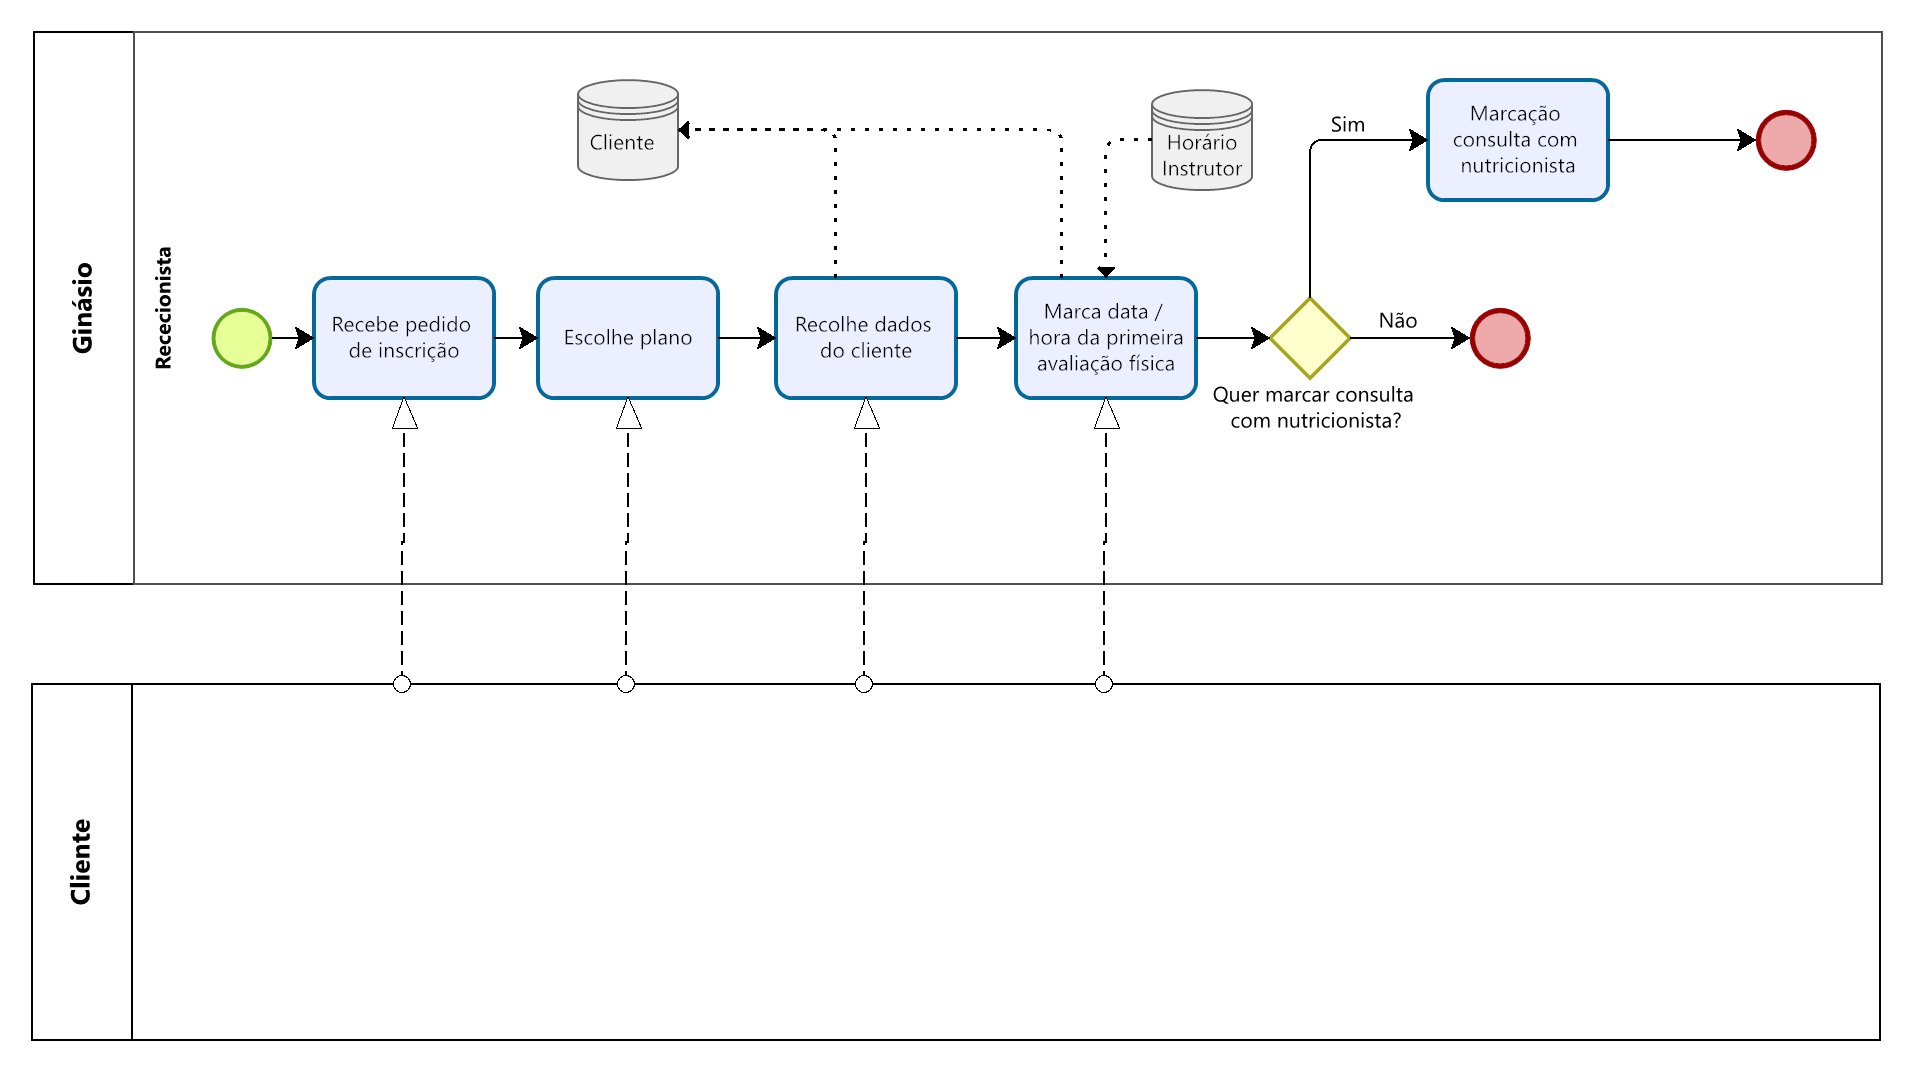 Ginásio
Rececionista
Cliente
Horário
Instrutor
Sim
Marcação
consulta com
nutricionista
Recebe pedido
de inscrição
Escolhe plano
Recolhe dados
do cliente
Marca data /
hora da primeira
avaliação física
Não
Quer marcar consulta
com nutricionista?
Cliente